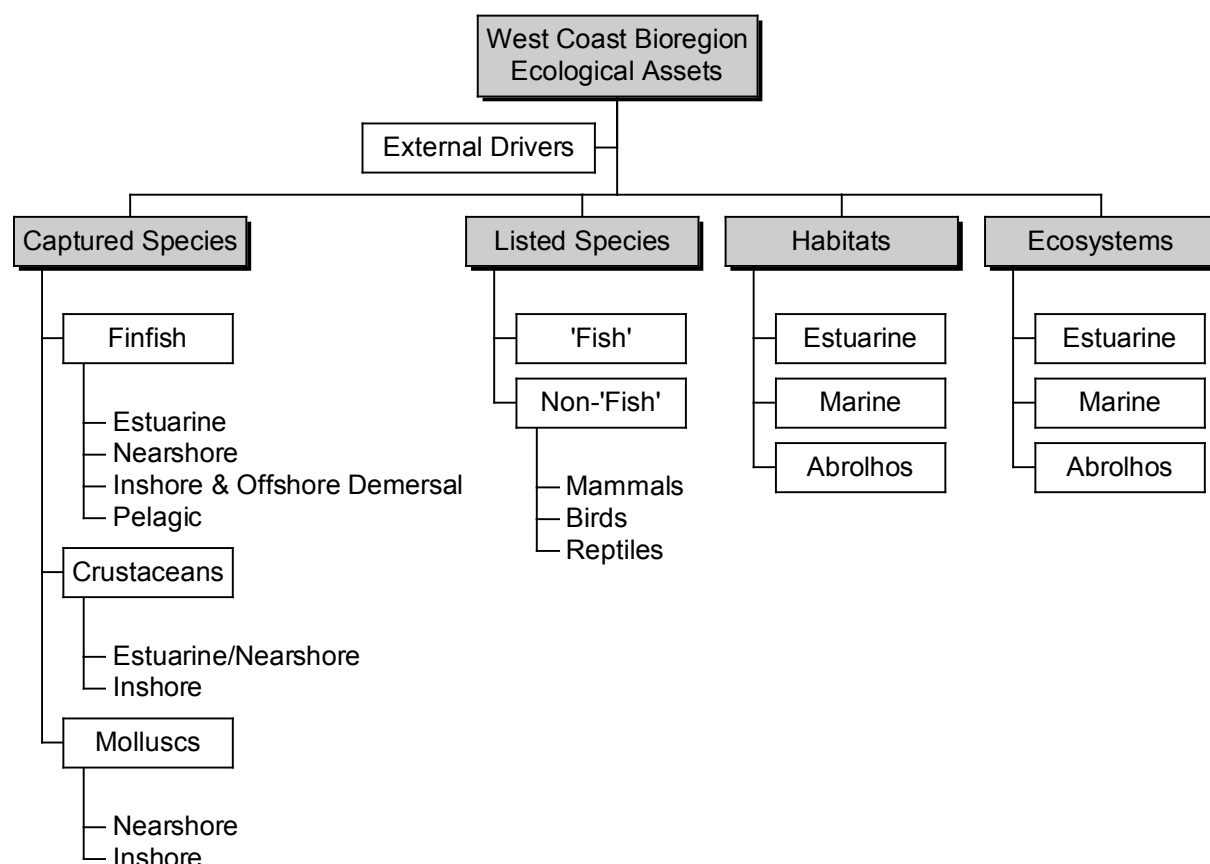 West Coast Bioregion
Ecological Assets
External Drivers
Captured Species
Finfish
Estuarine
Nearshore
Inshore & Offshore Demersal
Pelagic
Crustaceans
Estuarine/Nearshore
Inshore
Molluscs
Nearshore
Inshore
Listed Species
'Fish'
Non-'Fish'
Mammals
Birds
Reptiles
Habitats
Estuarine
Marine
Abrolhos
Ecosystems
Estuarine
Marine
Abrolhos